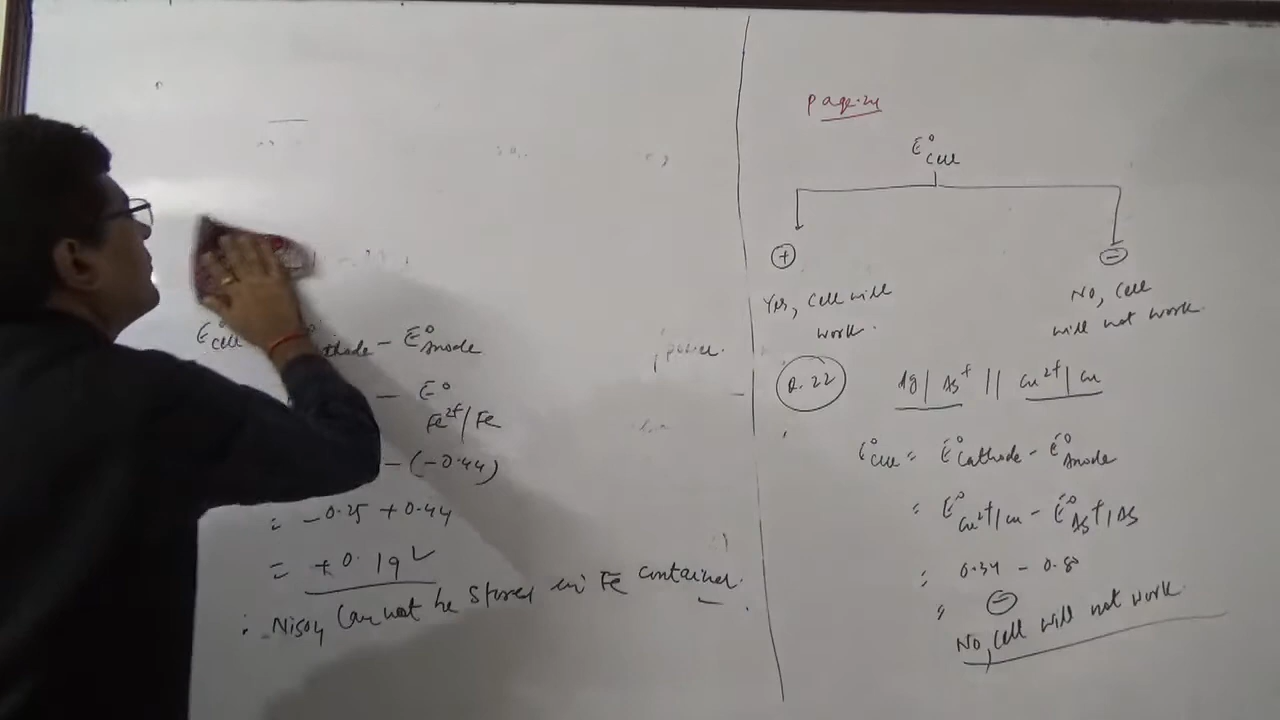 E°cell
thode - E°Anode
- E°
Fe2+/Fe
- (-0.44)
= -0.25 + 0.44
= +0.19 V
∴ NiSO4 Can not be stored in Fe container.
Page.24
E°Cell
+
-
Yes, Cell will
work.
No, Cell
will not work.
Q.22
Ag | Ag+ || Cu2+ | Cu
E°Cell = E°Cathode - E°Anode
= E°Cu2+/Cu - E°Ag+/Ag
= 0.34 - 0.80
= -
No, Cell will not work.